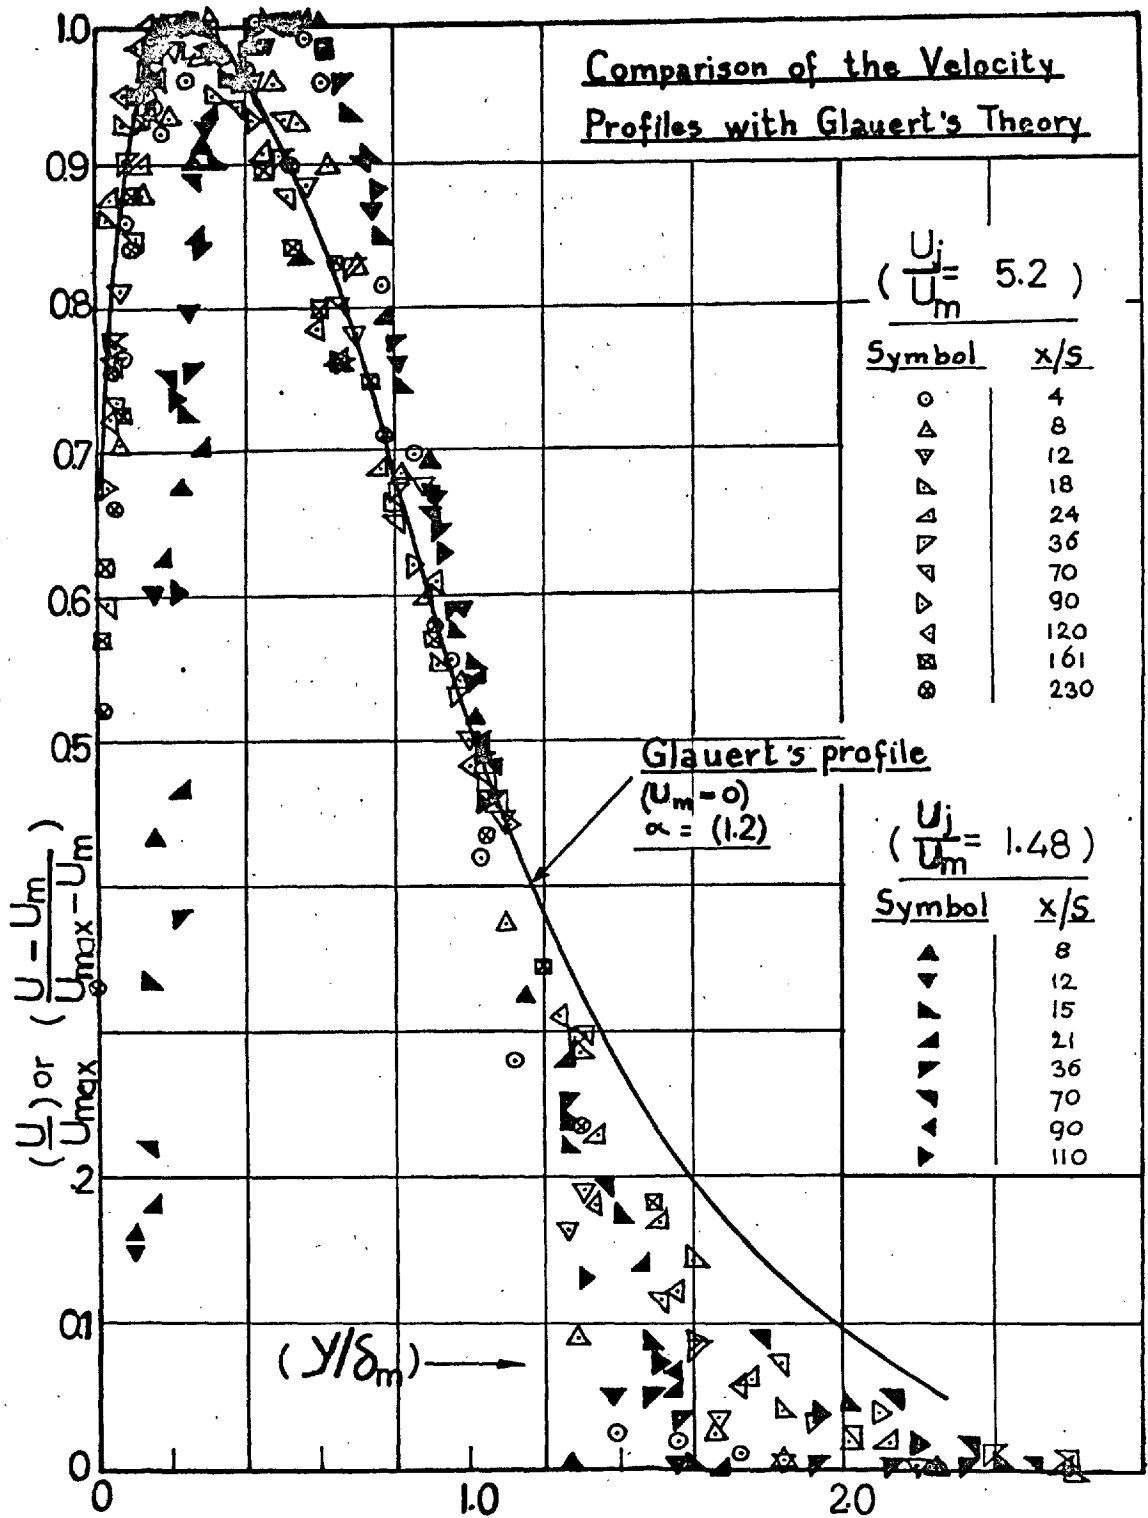 Comparison of the Velocity
Profiles with Glauert's Theory
1.0
0.9
0.8
0.7
0.6
0.5
.2
0.1
0
0
1.0
2.0
(U/Umax) or (U - Um/Umax - Um)
(y/δm)
Glauert's profile
(Um = 0)
α = (1.2)
(Uj/Um = 5.2)
Symbol x/s
4
8
12
18
24
36
70
90
120
161
230
(Uj/Um = 1.48)
Symbol x/s
8
12
15
21
36
70
90
110